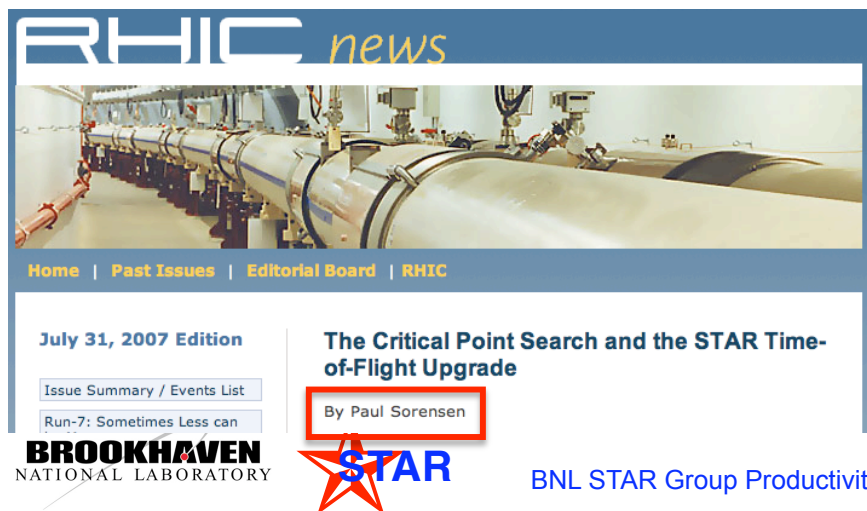 RHIC news
Home | Past Issues | Editorial Board | RHIC
July 31, 2007 Edition
Issue Summary / Events List
Run-7: Sometimes Less can
The Critical Point Search and the STAR Time-
of-Flight Upgrade
By Paul Sorensen
BROOKHAVEN
NATIONAL LABORATORY
STAR
BNL STAR Group Productivit